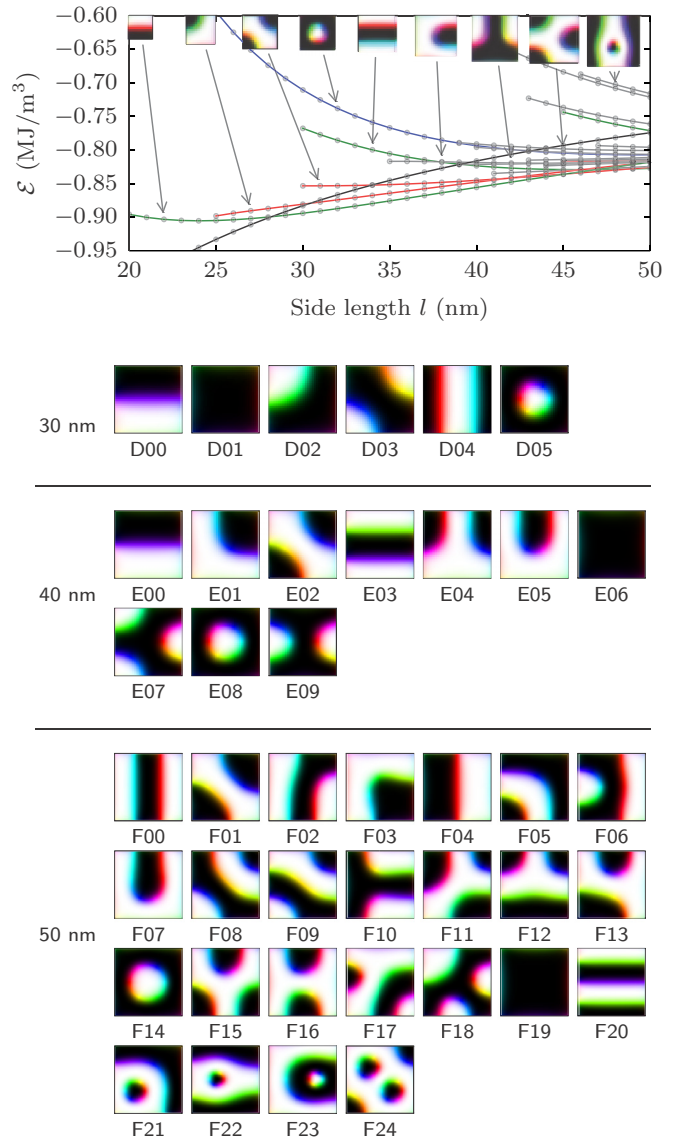 −0.60
−0.65
−0.70
−0.75
−0.80
−0.85
−0.90
−0.95
ℰ (MJ/m³)
20 25 30 35 40 45 50
Side length l (nm)
30 nm
D00 D01 D02 D03 D04 D05
40 nm
E00 E01 E02 E03 E04 E05 E06
E07 E08 E09
50 nm
F00 F01 F02 F03 F04 F05 F06
F07 F08 F09 F10 F11 F12 F13
F14 F15 F16 F17 F18 F19 F20
F21 F22 F23 F24